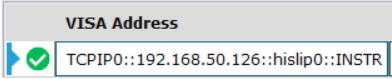 VISA Address
TCPIP0::192.168.50.126::hislip0::INSTR